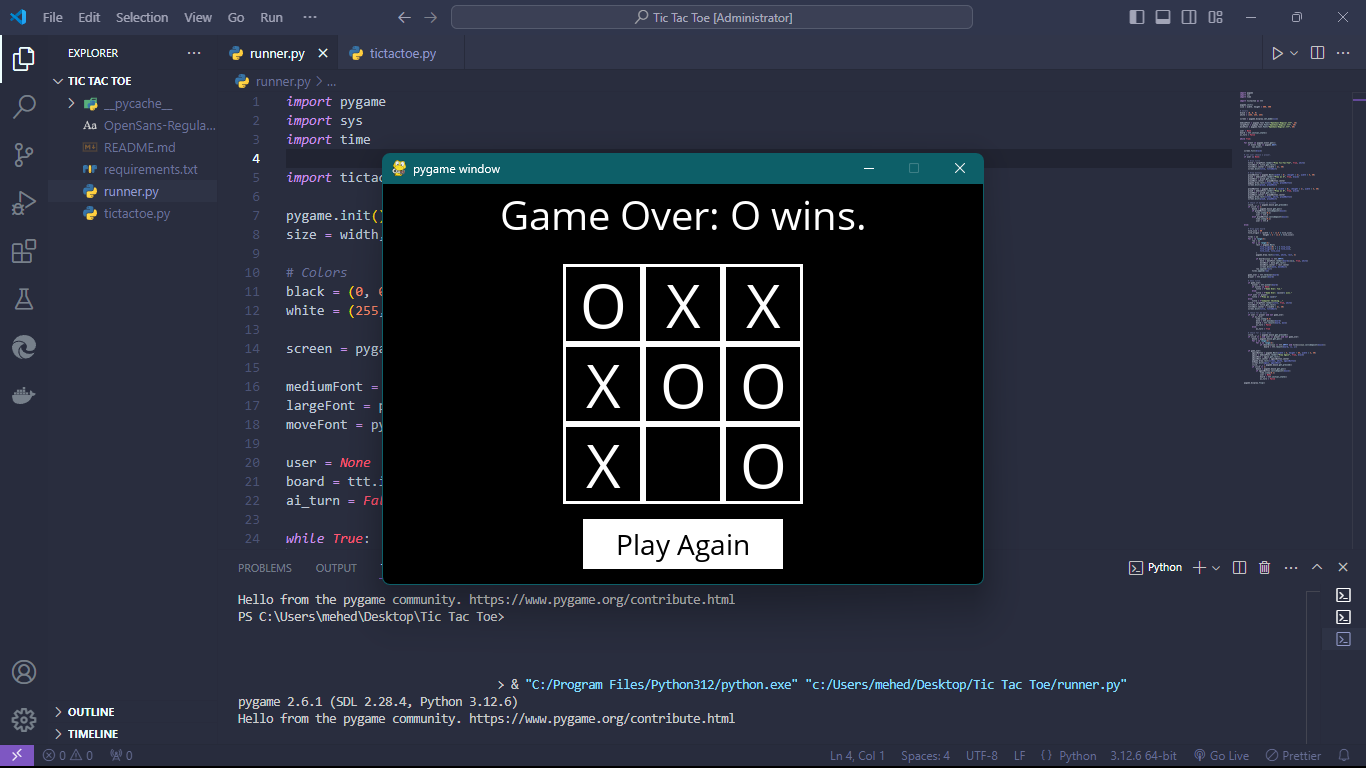 File Edit Selection View Go Run ··· Tic Tac Toe [Administrator]
EXPLORER ···
TIC TAC TOE
__pycache__
Aa OpenSans-Regula...
README.md
requirements.txt
runner.py
tictactoe.py
OUTLINE
TIMELINE
runner.py tictactoe.py
runner.py > ...
1 import pygame
2 import sys
3 import time
4
5 import tictac
6
7 pygame.init()
8 size = width,
9
10 # Colors
11 black = (0, 0
12 white = (255,
13
14 screen = pyga
15
16 mediumFont =
17 largeFont = p
18 moveFont = py
19
20 user = None
21 board = ttt.i
22 ai_turn = Fal
23
24 while True:
pygame window
Game Over: O wins.
O X X
X O O
X O
Play Again
PROBLEMS OUTPUT
Python
Hello from the pygame community. https://www.pygame.org/contribute.html
PS C:\Users\mehed\Desktop\Tic Tac Toe>
> & "C:/Program Files/Python312/python.exe" "c:/Users/mehed/Desktop/Tic Tac Toe/runner.py"
pygame 2.6.1 (SDL 2.28.4, Python 3.12.6)
Hello from the pygame community. https://www.pygame.org/contribute.html
0 0 0 Ln 4, Col 1 Spaces: 4 UTF-8 LF {} Python 3.12.6 64-bit Go Live Prettier